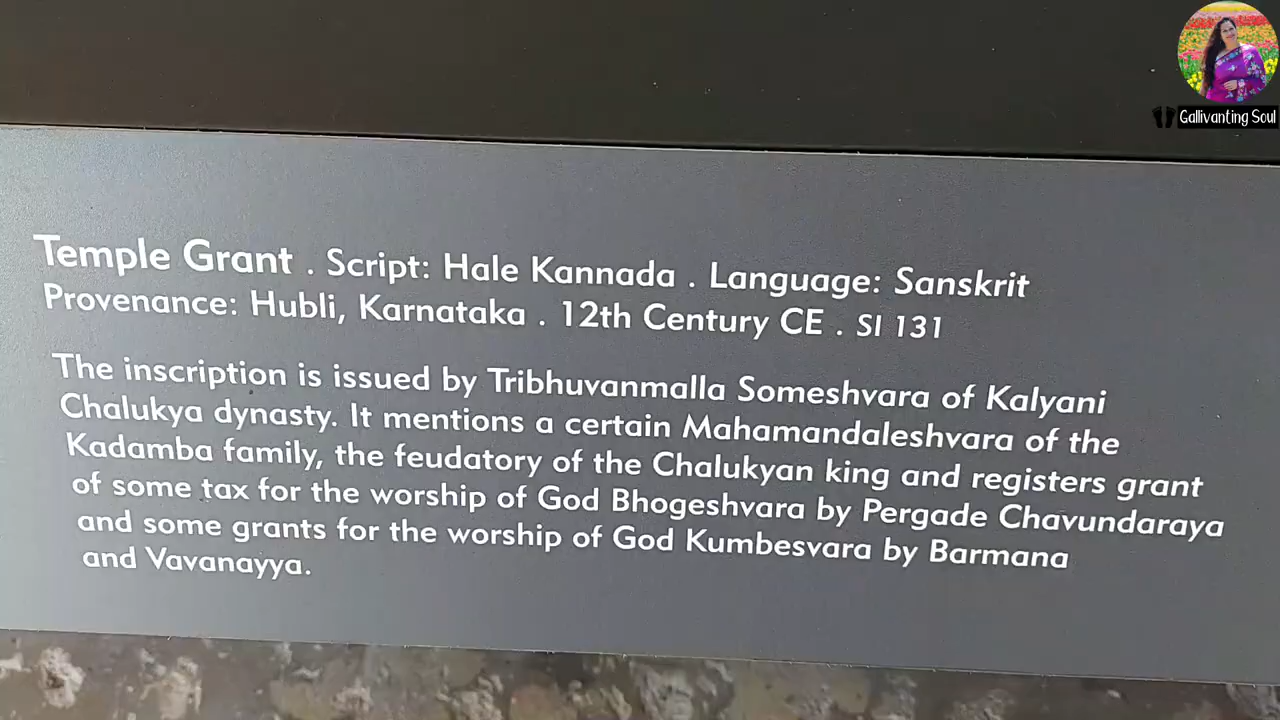 Gallivanting Soul
Temple Grant . Script: Hale Kannada . Language: Sanskrit
Provenance: Hubli, Karnataka . 12th Century CE . SI 131
The inscription is issued by Tribhuvanmalla Someshvara of Kalyani
Chalukya dynasty. It mentions a certain Mahamandaleshvara of the
Kadamba family, the feudatory of the Chalukyan king and registers grant
of some tax for the worship of God Bhogeshvara by Pergade Chavundaraya
and some grants for the worship of God Kumbesvara by Barmana
and Vavanayya.